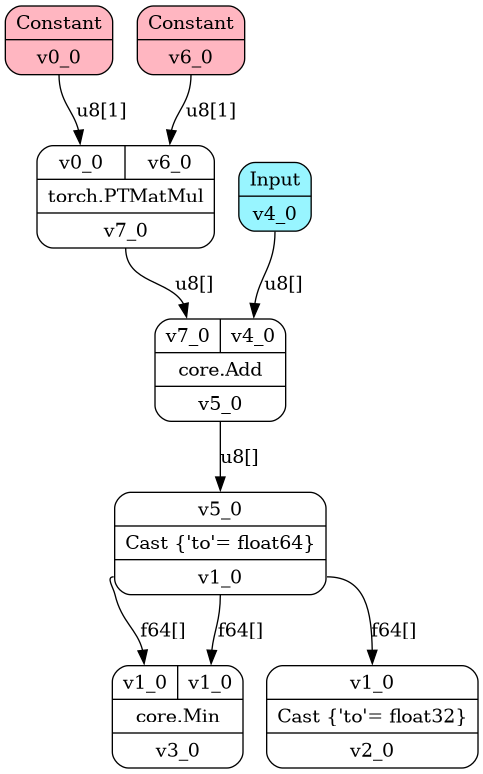 Constant
v0_0
Constant
v6_0
u8[1]
u8[1]
v0_0 v6_0
torch.PTMatMul
v7_0
Input
v4_0
u8[]
u8[]
v7_0 v4_0
core.Add
v5_0
u8[]
v5_0
Cast {'to'= float64}
v1_0
f64[]
f64[]
f64[]
v1_0 v1_0
core.Min
v3_0
v1_0
Cast {'to'= float32}
v2_0